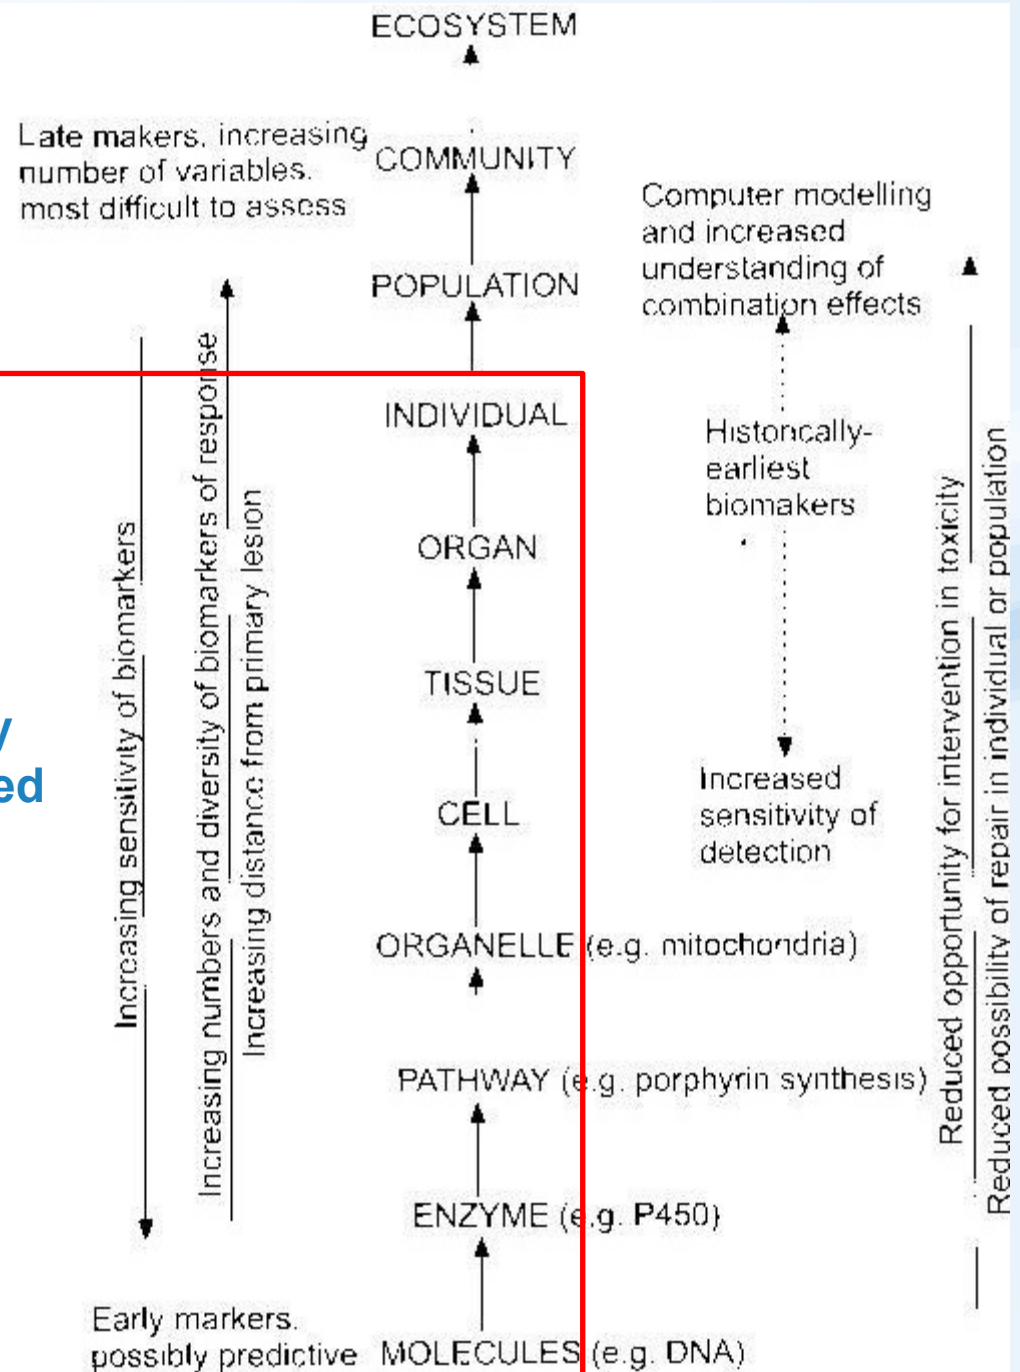 ECOSYSTEM
Late makers, increasing
number of variables,
most difficult to assess
COMMUNITY
Computer modelling
and increased
understanding of
combination effects
POPULATION
INDIVIDUAL
Historically-
earliest
biomakers
ORGAN
TISSUE
Increased
sensitivity of
detection
CELL
ORGANELLE (e.g. mitochondria)
PATHWAY (e.g. porphyrin synthesis)
ENZYME (e.g. P450)
Early markers,
possibly predictive
MOLECULES (e.g. DNA)
Increasing sensitivity of biomarkers
Increasing numbers and diversity of biomarkers of response
Increasing distance from primary lesion
Reduced opportunity for intervention in toxicity
Reduced possibility of repair in individual or population
y
ed